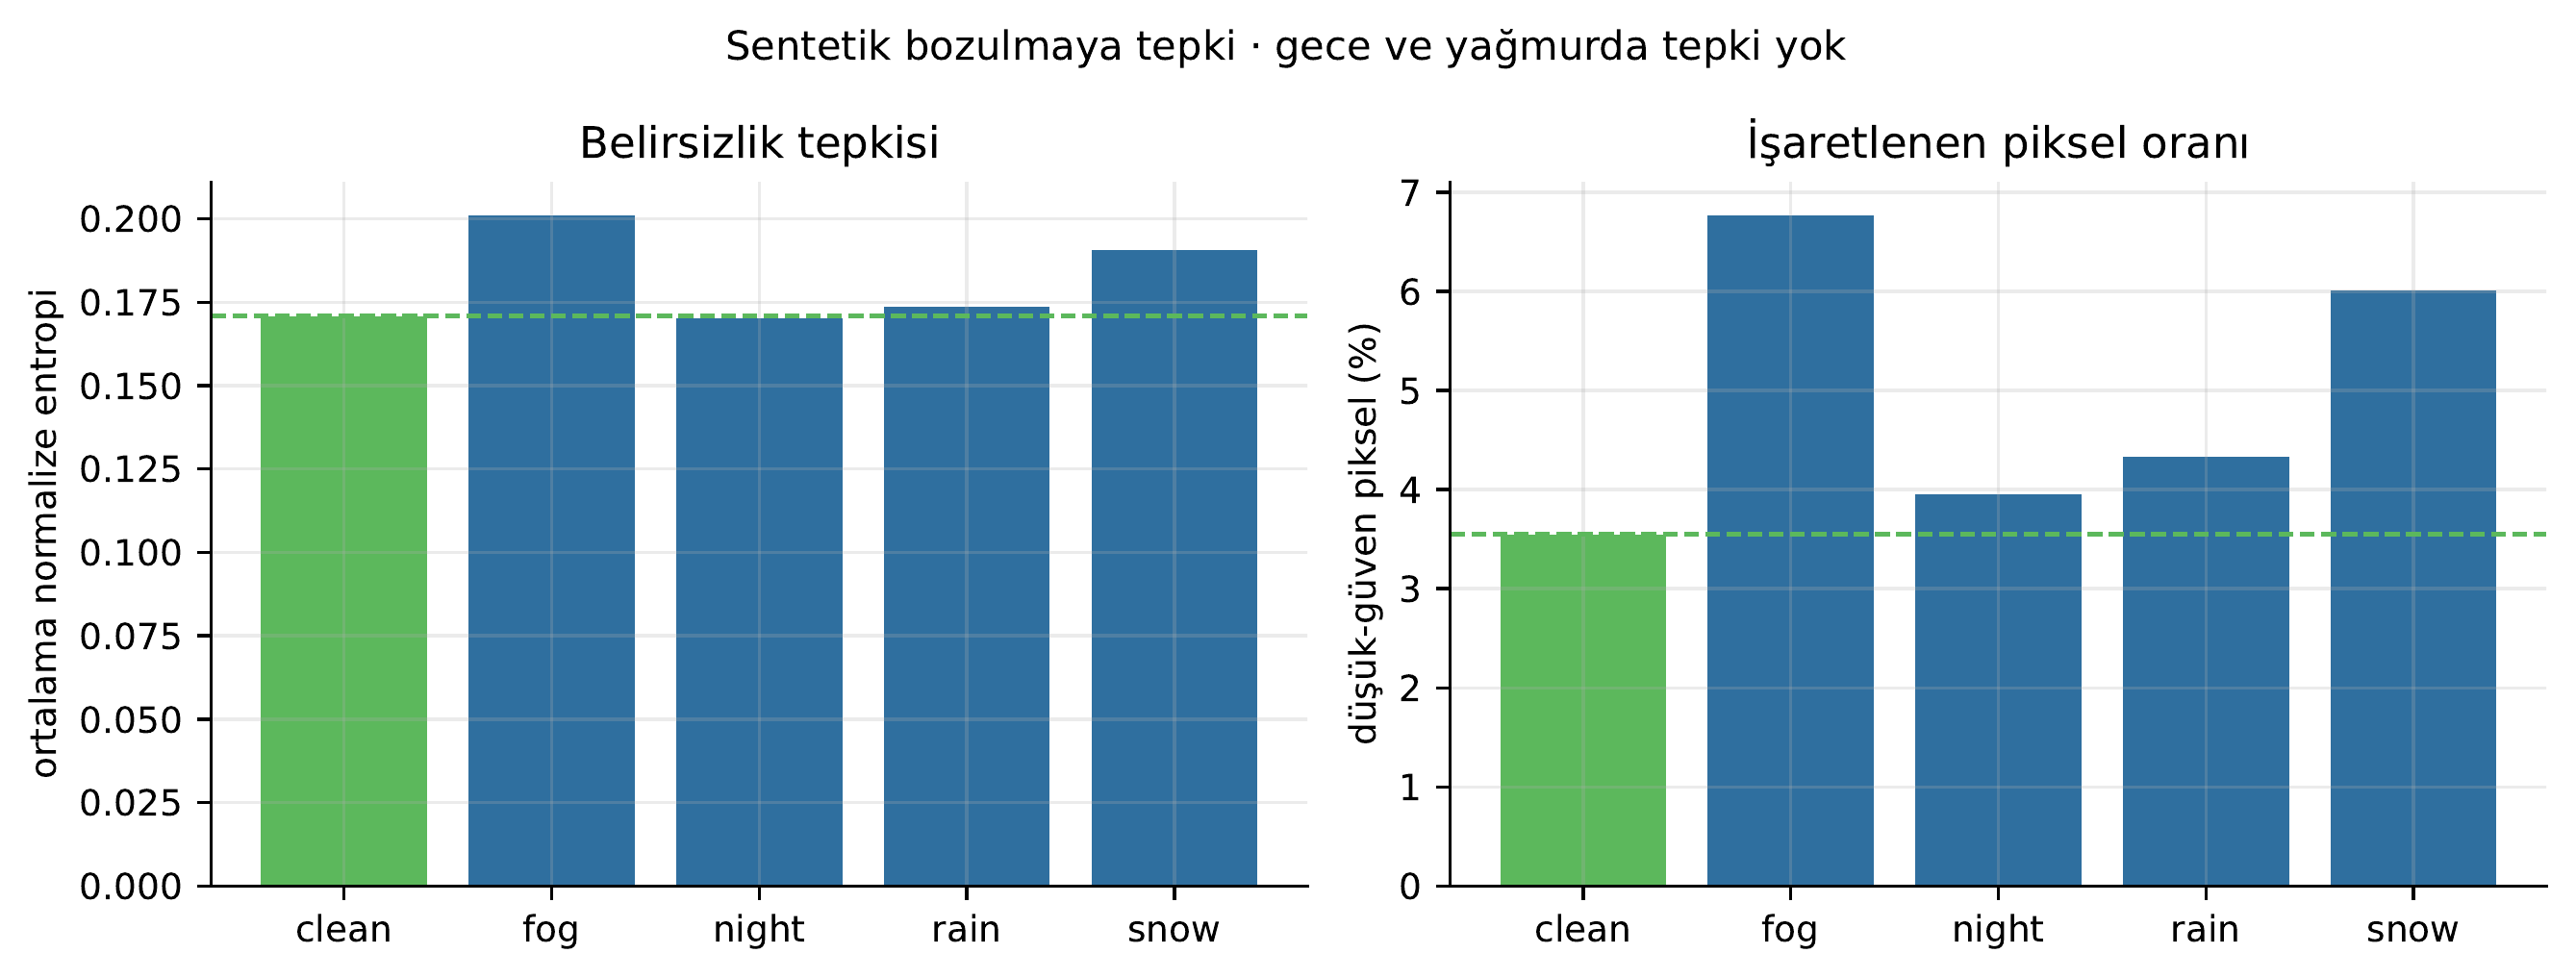 Sentetik bozulmaya tepki · gece ve yağmurda tepki yok
Belirsizlik tepkisi
ortalama normalize entropi
0.200
0.175
0.150
0.125
0.100
0.075
0.050
0.025
0.000
clean fog night rain snow
İşaretlenen piksel oranı
düşük-güven piksel (%)
7
6
5
4
3
2
1
0
clean fog night rain snow